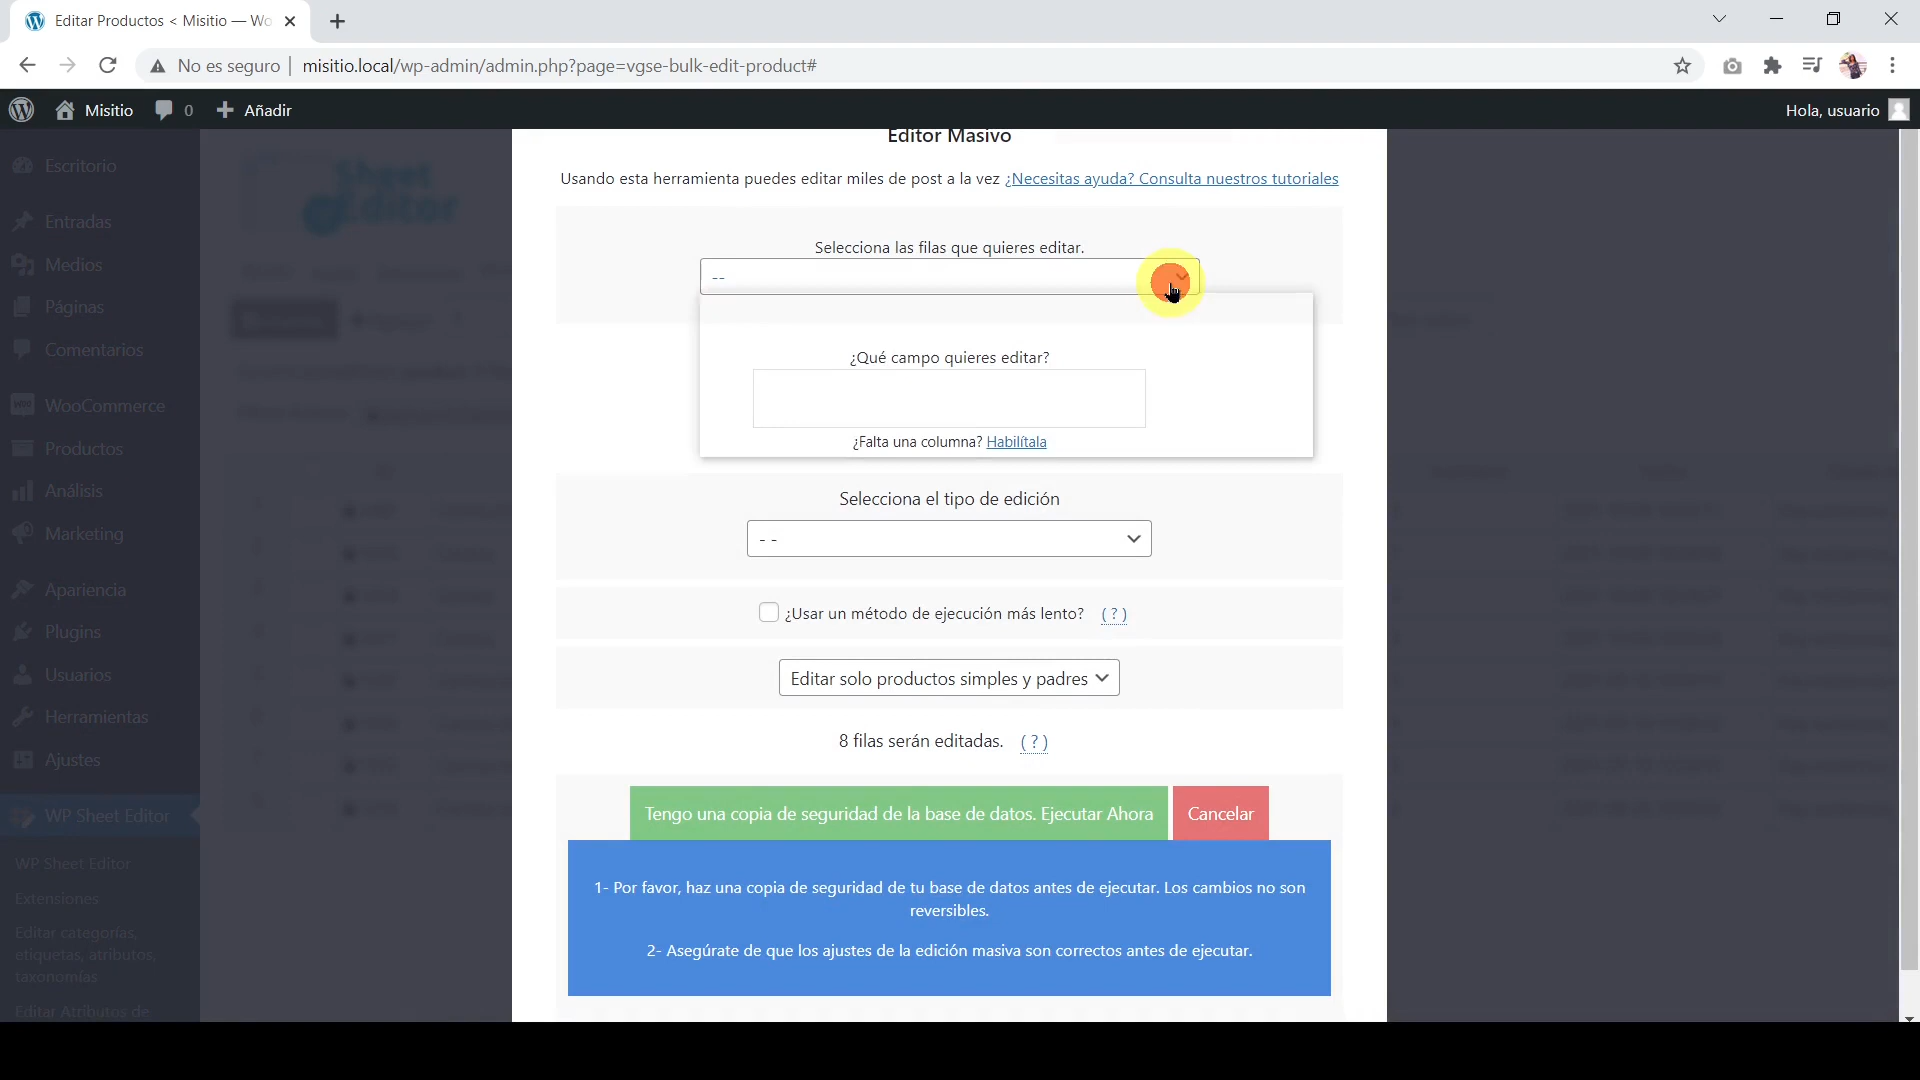 Editar Productos < Misitio — Wo
No es seguro
misitio.local/wp-admin/admin.php?page=vgse-bulk-edit-product#
Misitio
0
Añadir
Hola, usuario
Escritorio
Entradas
Medios
Páginas
Comentarios
WooCommerce
Productos
Análisis
Marketing
Apariencia
Plugins
Usuarios
Herramientas
Ajustes
WP Sheet Editor
WP Sheet Editor
Extensiones
Editar categorías,
etiquetas, atributos,
taxonomías
Editar Atributos de
Sheet
Editor
Editor Masivo
Usando esta herramienta puedes editar miles de post a la vez ¿Necesitas ayuda? Consulta nuestros tutoriales
Selecciona las filas que quieres editar.
--
¿Qué campo quieres editar?
¿Falta una columna? Habilítala
Selecciona el tipo de edición
- -
¿Usar un método de ejecución más lento? ( ? )
Editar solo productos simples y padres
8 filas serán editadas. ( ? )
Tengo una copia de seguridad de la base de datos. Ejecutar Ahora
Cancelar
1- Por favor, haz una copia de seguridad de tu base de datos antes de ejecutar. Los cambios no son
reversibles.
2- Asegúrate de que los ajustes de la edición masiva son correctos antes de ejecutar.